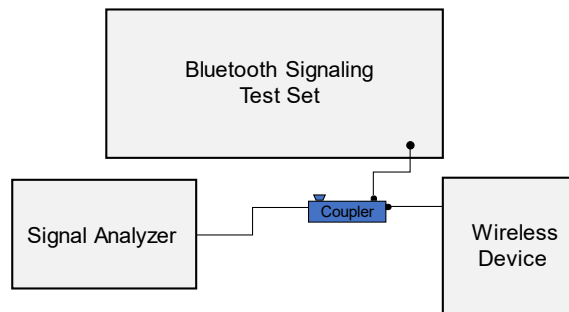 Bluetooth Signaling
Test Set
Signal Analyzer
Coupler
Wireless
Device